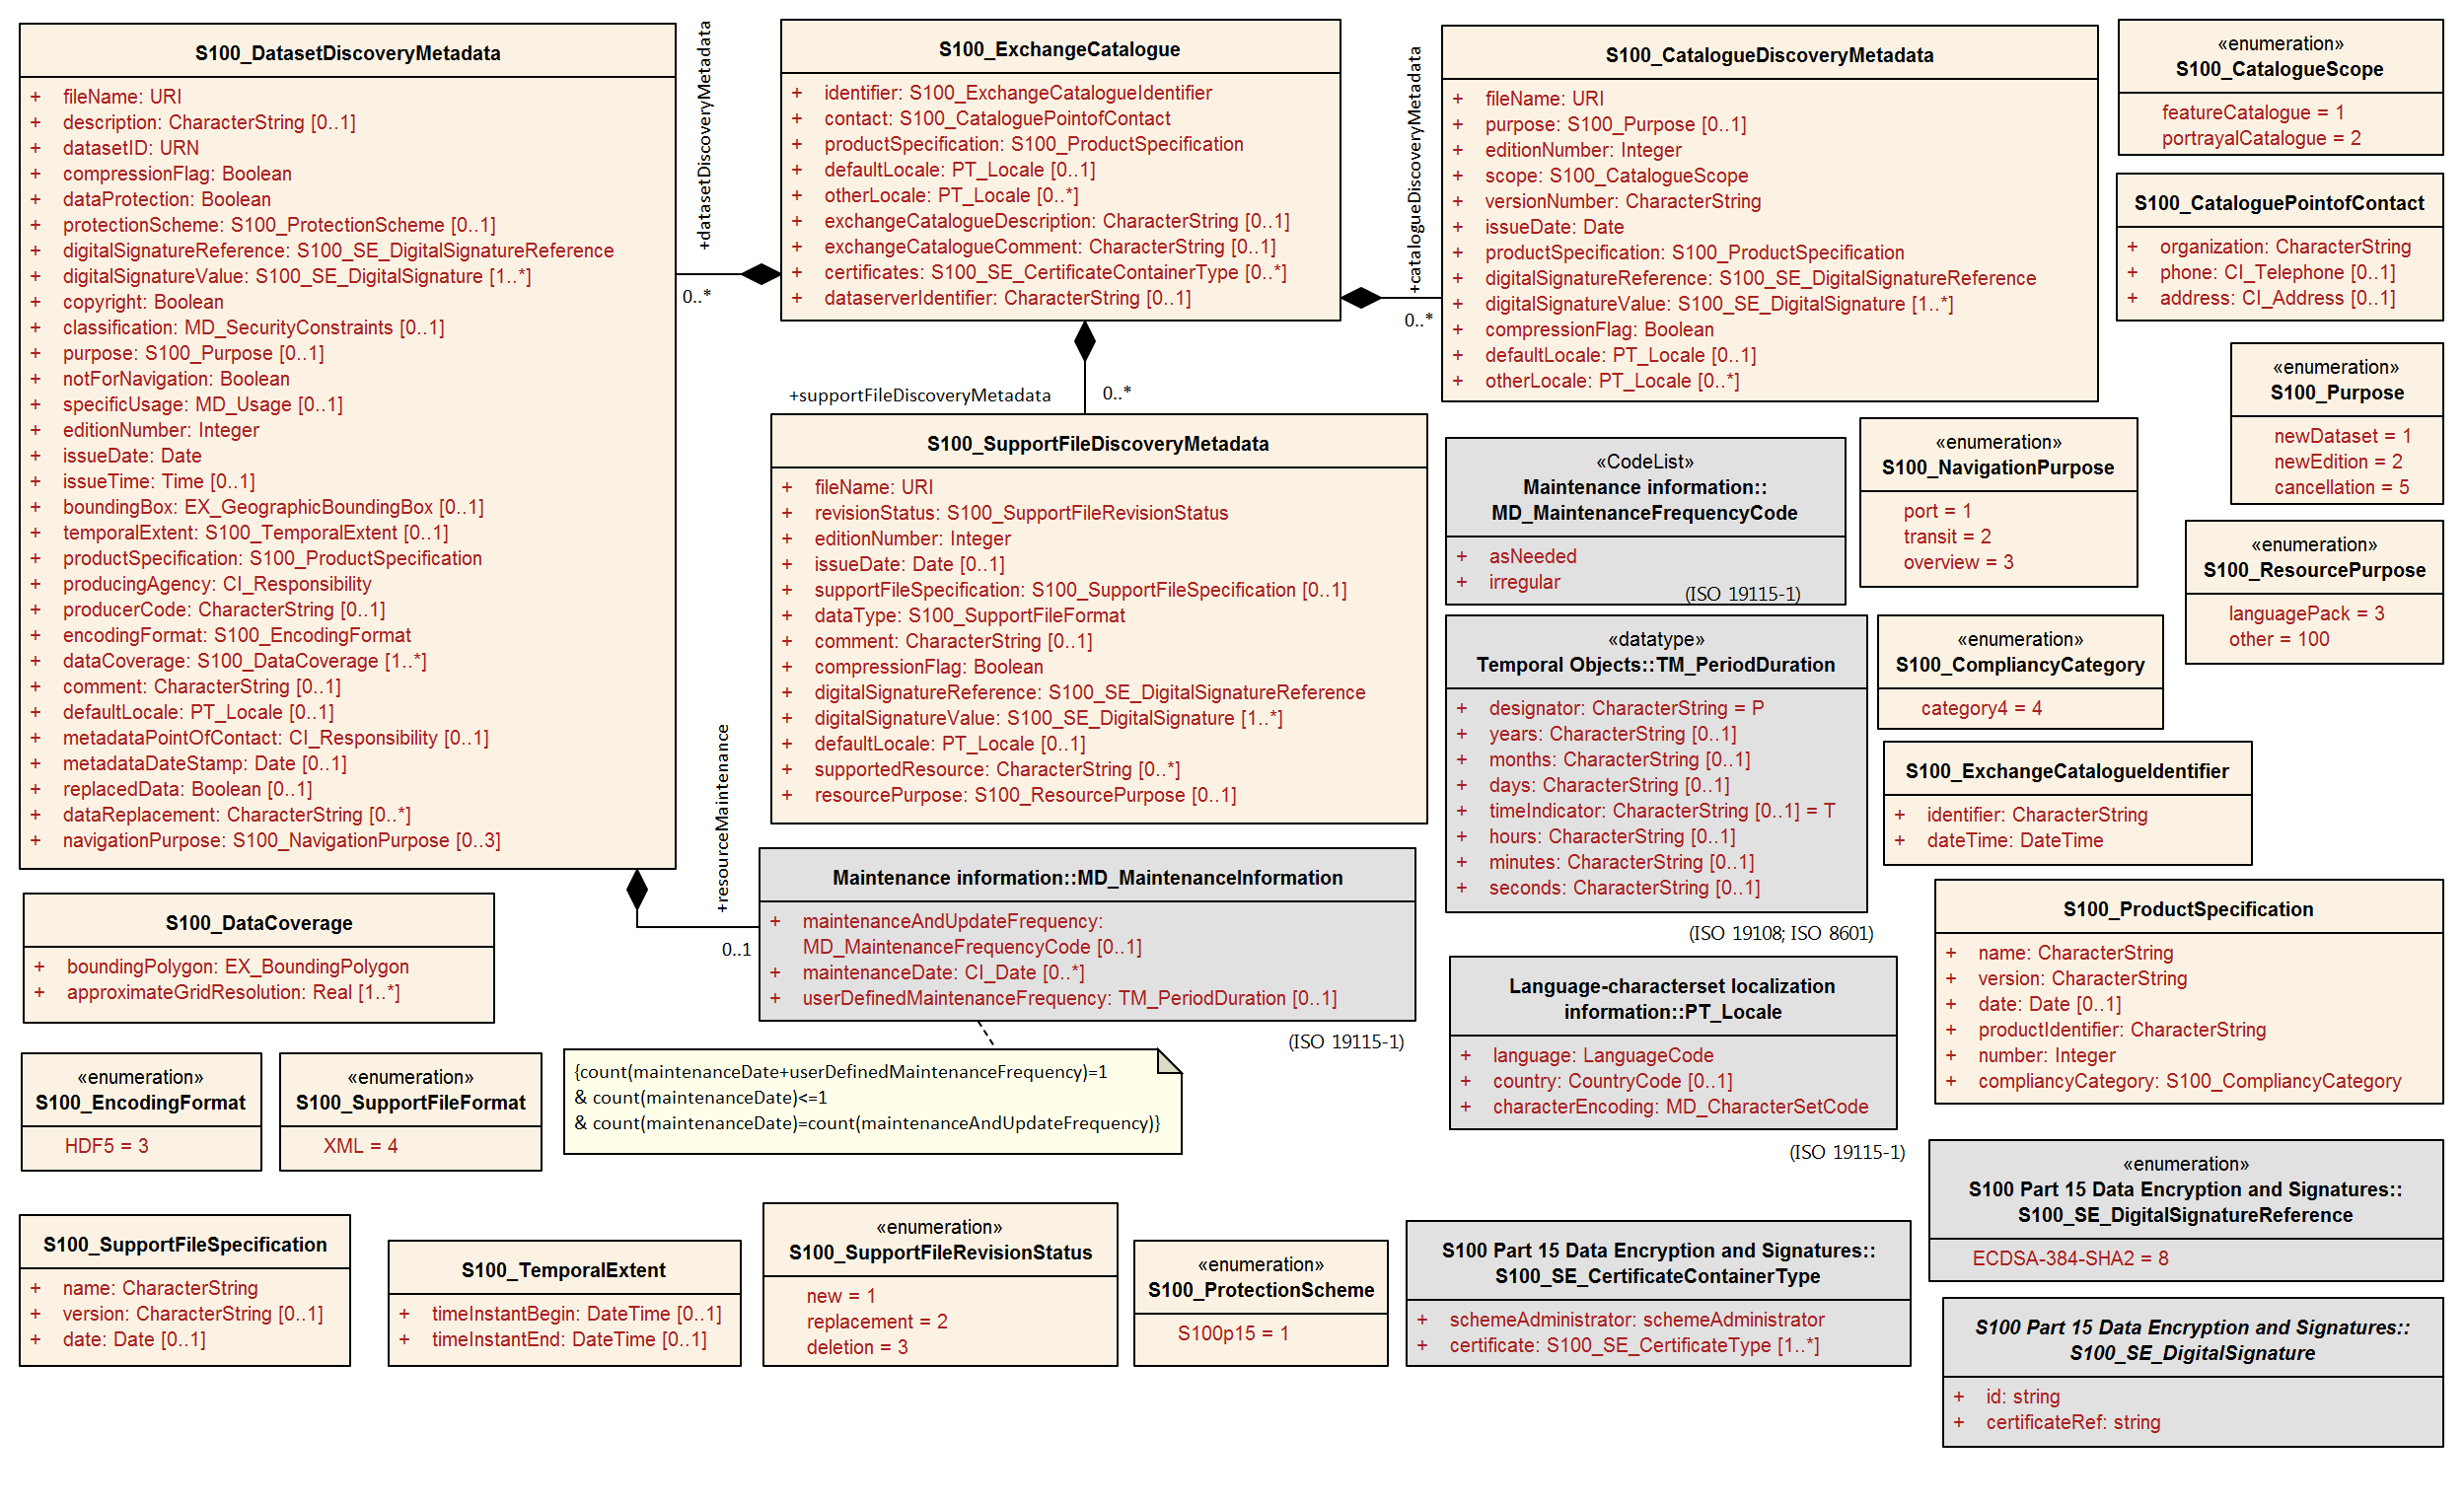 S100_DatasetDiscoveryMetadata
+ fileName: URI
+ description: CharacterString [0..1]
+ datasetID: URN
+ compressionFlag: Boolean
+ dataProtection: Boolean
+ protectionScheme: S100_ProtectionScheme [0..1]
+ digitalSignatureReference: S100_SE_DigitalSignatureReference
+ digitalSignatureValue: S100_SE_DigitalSignature [1..*]
+ copyright: Boolean
+ classification: MD_SecurityConstraints [0..1]
+ purpose: S100_Purpose [0..1]
+ notForNavigation: Boolean
+ specificUsage: MD_Usage [0..1]
+ editionNumber: Integer
+ issueDate: Date
+ issueTime: Time [0..1]
+ boundingBox: EX_GeographicBoundingBox [0..1]
+ temporalExtent: S100_TemporalExtent [0..1]
+ productSpecification: S100_ProductSpecification
+ producingAgency: CI_Responsibility
+ producerCode: CharacterString [0..1]
+ encodingFormat: S100_EncodingFormat
+ dataCoverage: S100_DataCoverage [1..*]
+ comment: CharacterString [0..1]
+ defaultLocale: PT_Locale [0..1]
+ metadataPointOfContact: CI_Responsibility [0..1]
+ metadataDateStamp: Date [0..1]
+ replacedData: Boolean [0..1]
+ dataReplacement: CharacterString [0..*]
+ navigationPurpose: S100_NavigationPurpose [0..3]
+datasetDiscoveryMetadata
0..*
S100_ExchangeCatalogue
+ identifier: S100_ExchangeCatalogueIdentifier
+ contact: S100_CataloguePointofContact
+ productSpecification: S100_ProductSpecification
+ defaultLocale: PT_Locale [0..1]
+ otherLocale: PT_Locale [0..*]
+ exchangeCatalogueDescription: CharacterString [0..1]
+ exchangeCatalogueComment: CharacterString [0..1]
+ certificates: S100_SE_CertificateContainerType [0..*]
+ dataserverIdentifier: CharacterString [0..1]
+catalogueDiscoveryMetadata
0..*
S100_CatalogueDiscoveryMetadata
+ fileName: URI
+ purpose: S100_Purpose [0..1]
+ editionNumber: Integer
+ scope: S100_CatalogueScope
+ versionNumber: CharacterString
+ issueDate: Date
+ productSpecification: S100_ProductSpecification
+ digitalSignatureReference: S100_SE_DigitalSignatureReference
+ digitalSignatureValue: S100_SE_DigitalSignature [1..*]
+ compressionFlag: Boolean
+ defaultLocale: PT_Locale [0..1]
+ otherLocale: PT_Locale [0..*]
«enumeration»
S100_CatalogueScope
featureCatalogue = 1
portrayalCatalogue = 2
S100_CataloguePointofContact
+ organization: CharacterString
+ phone: CI_Telephone [0..1]
+ address: CI_Address [0..1]
«enumeration»
S100_Purpose
newDataset = 1
newEdition = 2
cancellation = 5
+supportFileDiscoveryMetadata
0..*
S100_SupportFileDiscoveryMetadata
+ fileName: URI
+ revisionStatus: S100_SupportFileRevisionStatus
+ editionNumber: Integer
+ issueDate: Date [0..1]
+ supportFileSpecification: S100_SupportFileSpecification [0..1]
+ dataType: S100_SupportFileFormat
+ comment: CharacterString [0..1]
+ compressionFlag: Boolean
+ digitalSignatureReference: S100_SE_DigitalSignatureReference
+ digitalSignatureValue: S100_SE_DigitalSignature [1..*]
+ defaultLocale: PT_Locale [0..1]
+ supportedResource: CharacterString [0..*]
+ resourcePurpose: S100_ResourcePurpose [0..1]
«CodeList»
Maintenance information::
MD_MaintenanceFrequencyCode
+ asNeeded
+ irregular
(ISO 19115-1)
«enumeration»
S100_NavigationPurpose
port = 1
transit = 2
overview = 3
«enumeration»
S100_ResourcePurpose
languagePack = 3
other = 100
«datatype»
Temporal Objects::TM_PeriodDuration
+ designator: CharacterString = P
+ years: CharacterString [0..1]
+ months: CharacterString [0..1]
+ days: CharacterString [0..1]
+ timeIndicator: CharacterString [0..1] = T
+ hours: CharacterString [0..1]
+ minutes: CharacterString [0..1]
+ seconds: CharacterString [0..1]
(ISO 19108; ISO 8601)
«enumeration»
S100_CompliancyCategory
category4 = 4
S100_ExchangeCatalogueIdentifier
+ identifier: CharacterString
+ dateTime: DateTime
+resourceMaintenance
0..1
Maintenance information::MD_MaintenanceInformation
+ maintenanceAndUpdateFrequency:
MD_MaintenanceFrequencyCode [0..1]
+ maintenanceDate: CI_Date [0..*]
+ userDefinedMaintenanceFrequency: TM_PeriodDuration [0..1]
(ISO 19115-1)
{count(maintenanceDate+userDefinedMaintenanceFrequency)=1
& count(maintenanceDate)<=1
& count(maintenanceDate)=count(maintenanceAndUpdateFrequency)}
S100_DataCoverage
+ boundingPolygon: EX_BoundingPolygon
+ approximateGridResolution: Real [1..*]
«enumeration»
S100_EncodingFormat
HDF5 = 3
«enumeration»
S100_SupportFileFormat
XML = 4
Language-characterset localization
information::PT_Locale
+ language: LanguageCode
+ country: CountryCode [0..1]
+ characterEncoding: MD_CharacterSetCode
(ISO 19115-1)
S100_ProductSpecification
+ name: CharacterString
+ version: CharacterString
+ date: Date [0..1]
+ productIdentifier: CharacterString
+ number: Integer
+ compliancyCategory: S100_CompliancyCategory
«enumeration»
S100 Part 15 Data Encryption and Signatures::
S100_SE_DigitalSignatureReference
ECDSA-384-SHA2 = 8
S100_SupportFileSpecification
+ name: CharacterString
+ version: CharacterString [0..1]
+ date: Date [0..1]
S100_TemporalExtent
+ timeInstantBegin: DateTime [0..1]
+ timeInstantEnd: DateTime [0..1]
«enumeration»
S100_SupportFileRevisionStatus
new = 1
replacement = 2
deletion = 3
«enumeration»
S100_ProtectionScheme
S100p15 = 1
S100 Part 15 Data Encryption and Signatures::
S100_SE_CertificateContainerType
+ schemeAdministrator: schemeAdministrator
+ certificate: S100_SE_CertificateType [1..*]
S100 Part 15 Data Encryption and Signatures::
S100_SE_DigitalSignature
+ id: string
+ certificateRef: string